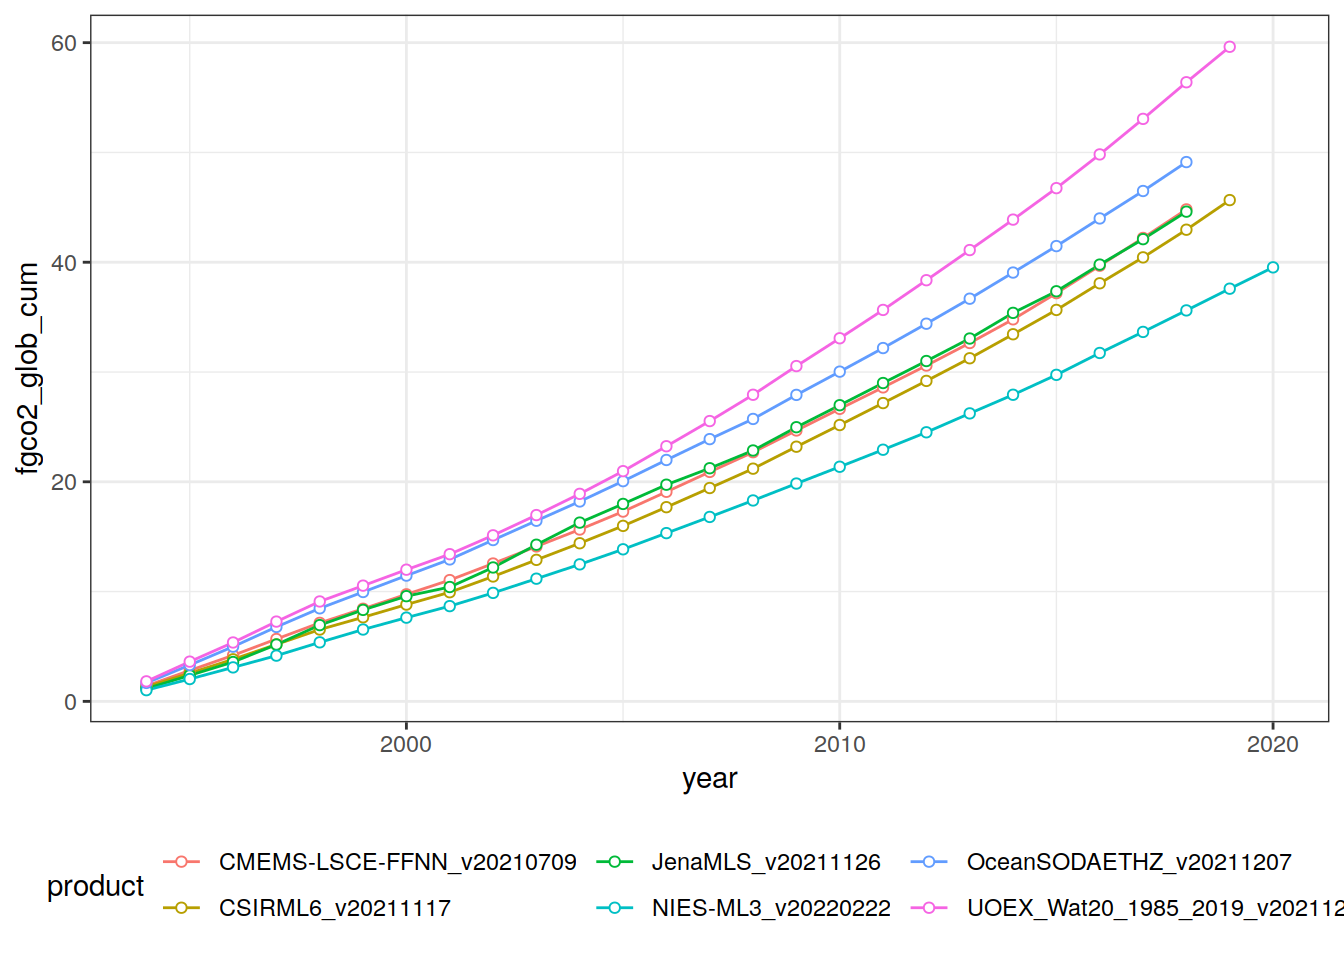 60
40
20
0
fgco2_glob_cum
2000 2010 2020
year
product
CMEMS-LSCE-FFNN_v20210709 JenaMLS_v20211126 OceanSODAETHZ_v20211207
CSIRML6_v20211117 NIES-ML3_v20220222 UOEX_Wat20_1985_2019_v202112